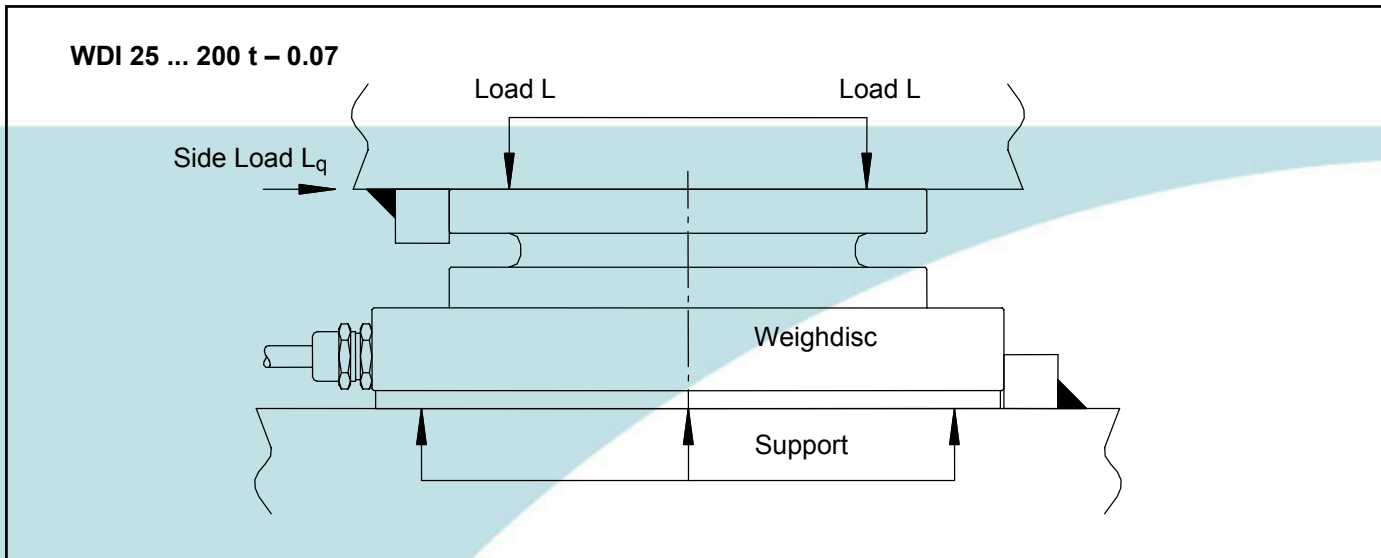 WDI 25 ... 200 t – 0.07
Load L
Load L
Side Load Lq
Weighdisc
Support